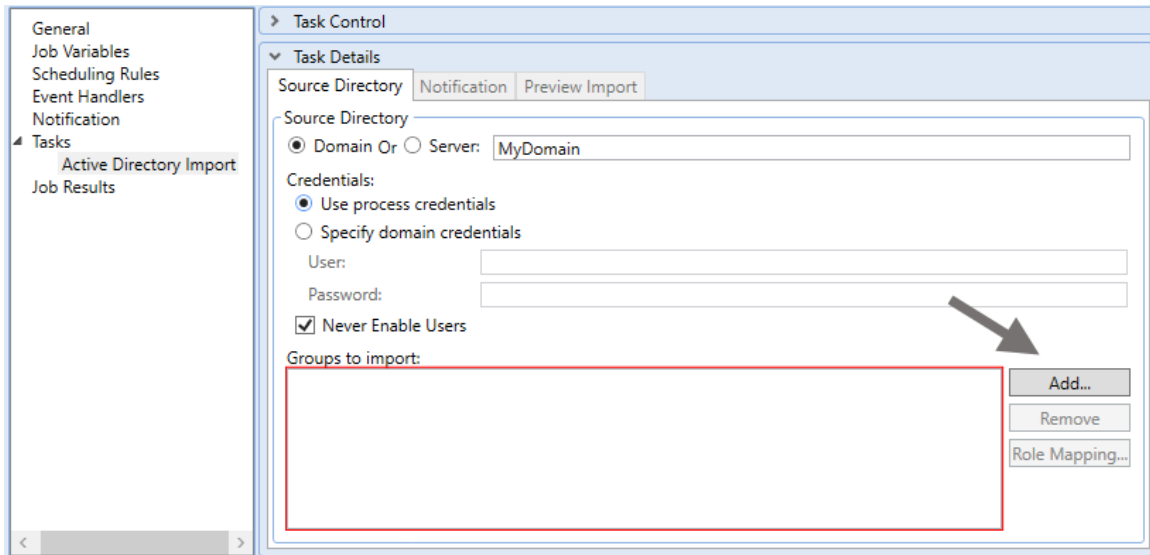 General
Job Variables
Scheduling Rules
Event Handlers
Notification
Tasks
Active Directory Import
Job Results
Task Control
Task Details
Source Directory Notification Preview Import
Source Directory
Domain Or Server: MyDomain
Credentials:
Use process credentials
Specify domain credentials
User:
Password:
Never Enable Users
Groups to import:
Add...
Remove
Role Mapping...